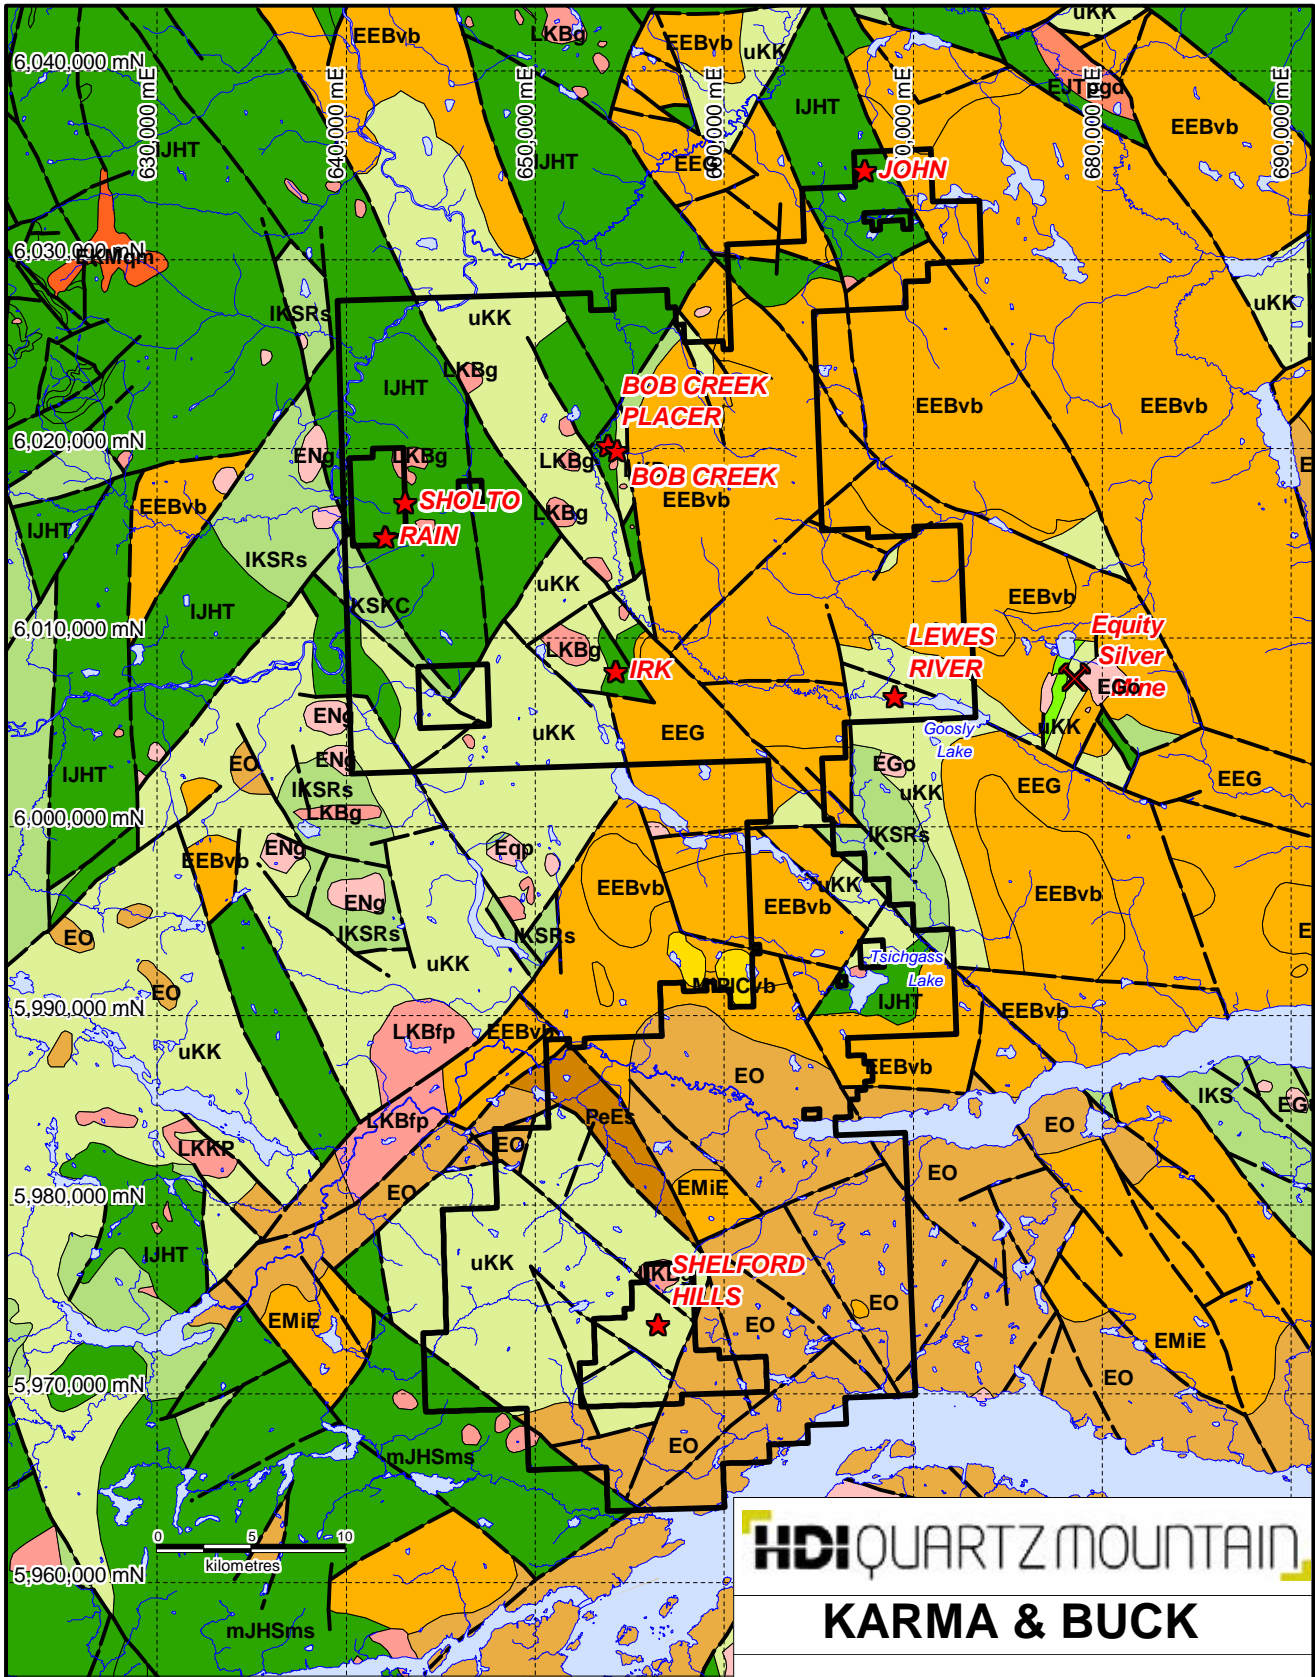 EEBvb
LKBg
uKK
EEBvb
uKK
6,040,000 mN
EJTpgd
630,000 mE
640,000 mE
650,000 mE
660,000 mE
670,000 mE
680,000 mE
690,000 mE
lJHT
EEBvb
lJHT
lJHT
EEG
JOHN
6,030,000 mN
EKMqm
lKSRs
uKK
uKK
LKBg
lJHT
BOB CREEK
PLACER
EEBvb
EEBvb
6,020,000 mN
ENg
LKBg
LKBg
BOB CREEK
EEBvb
SHOLTO
EEBvb
LKBg
lJHT
RAIN
lKSRs
uKK
EEBvb
KSKC
lJHT
6,010,000 mN
LEWES
RIVER
Equity
Silver
Mine
LKBg
IRK
EGo
ENg
uKK
EEG
Goosly
Lake
uKK
ENg
EO
EGo
lJHT
EEG
EEG
lKSRs
uKK
LKBg
6,000,000 mN
lKSRs
EEBvb
ENg
Eqp
uKK
EEBvb
EEBvb
ENg
EEBvb
EO
lKSRs
lKSRs
Tsichgass
Lake
uKK
EO
lJHT
5,990,000 mN
EEBvb
LKBfp
EEBvb
uKK
EEBvb
EO
lKS
LKBfp
PeEs
EO
LKKP
EO
EO
EMiE
EO
5,980,000 mN
lJHT
uKK
SHELFORD
HILLS
EO
EMiE
EO
EMiE
5,970,000 mN
EO
EO
mJHSms
0 5 10
kilometres
HDI QUARTZ MOUNTAIN
5,960,000 mN
mJHSms
KARMA & BUCK